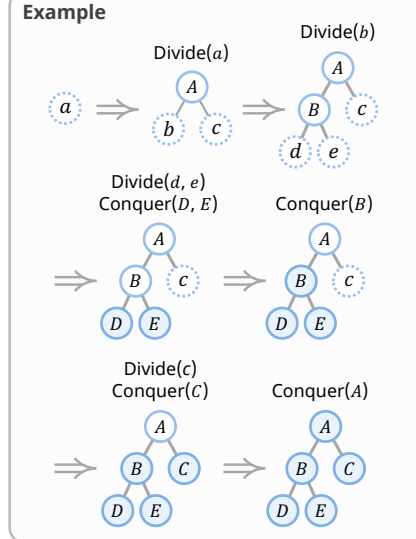 Example
Divide(b)
Divide(a)
a ⟹ A ⟹ A
B c
b c
d e
Divide(d, e)
Conquer(D, E) Conquer(B)
⟹ A ⟹ A
B c B c
D E D E
Divide(c)
Conquer(C) Conquer(A)
⟹ A ⟹ A
B C B C
D E D E